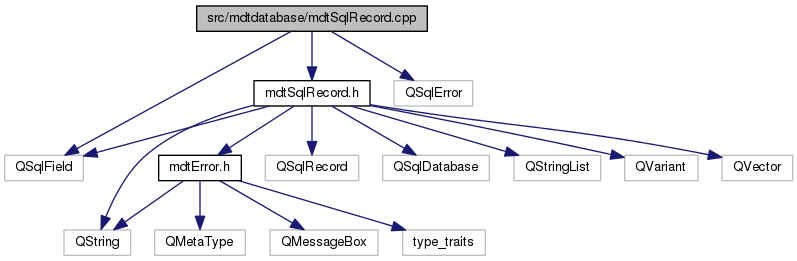 src/mdtdatabase/mdtSqlRecord.cpp
mdtSqlRecord.h
QSqlError
QSqlField
mdtError.h
QSqlRecord
QSqlDatabase
QStringList
QVariant
QVector
QString
QMetaType
QMessageBox
type_traits